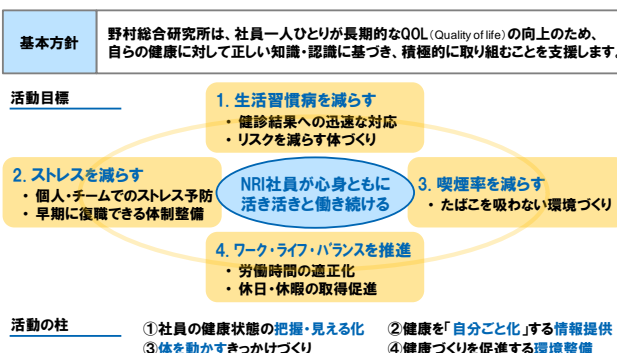 基本方針
野村総合研究所は、社員一人ひとりが長期的なQOL(Quality of life)の向上のため、
自らの健康に対して正しい知識・認識に基づき、積極的に取り組むことを支援します。
活動目標
1. 生活習慣病を減らす
・ 健診結果への迅速な対応
・ リスクを減らす体づくり
2. ストレスを減らす
・ 個人・チームでのストレス予防
・ 早期に復職できる体制整備
NRI社員が心身ともに
活き活きと働き続ける
3. 喫煙率を減らす
・ たばこを吸わない環境づくり
4. ワーク・ライフ・バランスを推進
・ 労働時間の適正化
・ 休日・休暇の取得促進
活動の柱
①社員の健康状態の把握・見える化 ②健康を「自分ごと化」する情報提供
③体を動かすきっかけづくり ④健康づくりを促進する環境整備